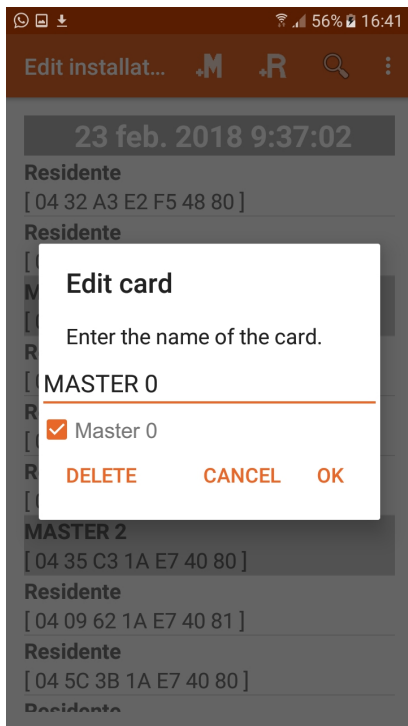 56% 16:41
Edit installat... +M +R
23 feb. 2018 9:37:02
Residente
[ 04 32 A3 E2 F5 48 80 ]
Residente
Edit card
Enter the name of the card.
MASTER 0
Master 0
DELETE CANCEL OK
MASTER 2
[ 04 35 C3 1A E7 40 80 ]
Residente
[ 04 09 62 1A E7 40 81 ]
Residente
[ 04 5C 3B 1A E7 40 80 ]
Residente